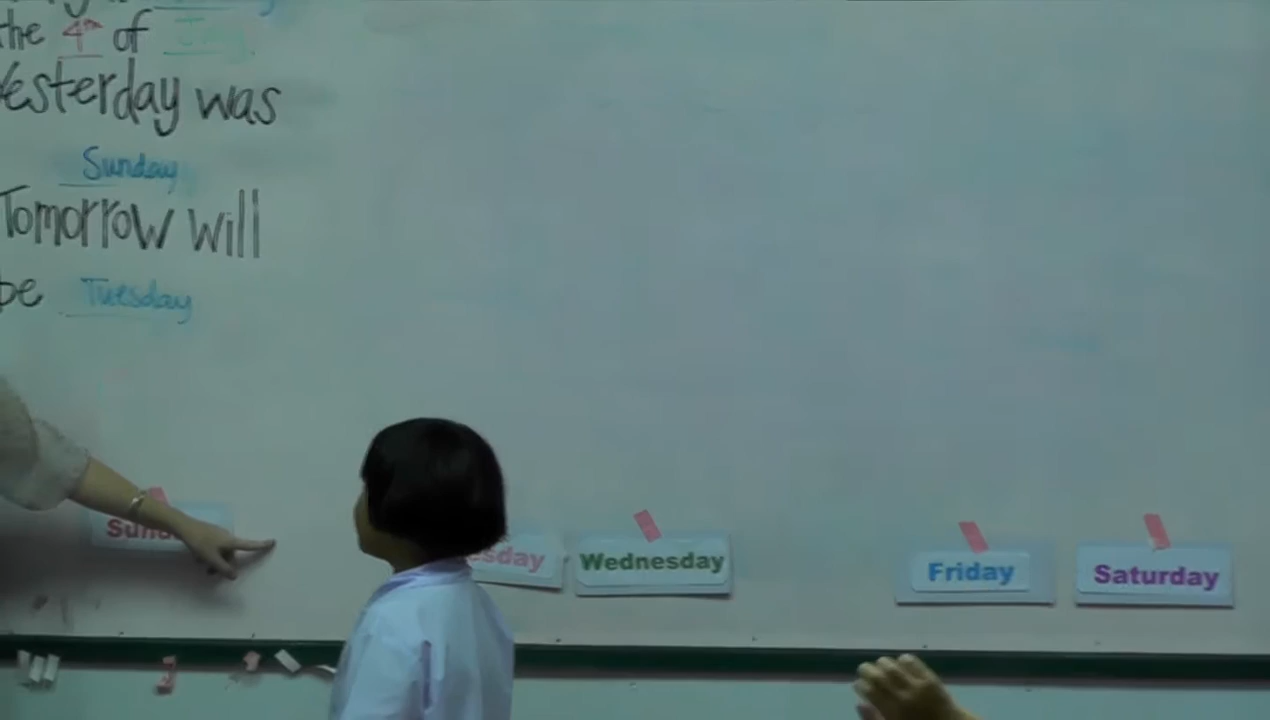 the 4th of
Yesterday was
Sunday
Tomorrow will
be Tuesday
Wednesday
Friday
Saturday